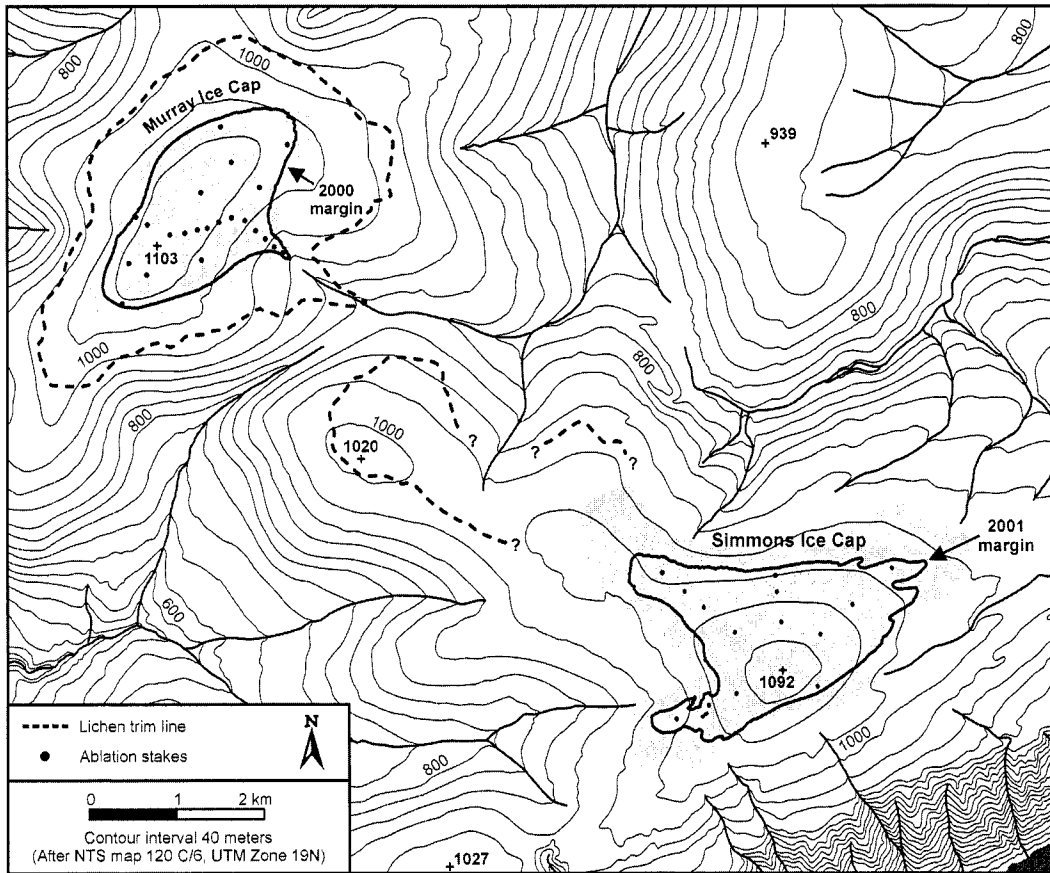 800
1000
800
Murray Ice Cap
939
2000
margin
1103
1000
800
800
800
1000
1020
?
?
?
?
Simmons Ice Cap
2001
margin
600
1092
1000
800
1027
Lichen trim line
Ablation stakes
N
0 1 2 km
Contour interval 40 meters
(After NTS map 120 C/6, UTM Zone 19N)